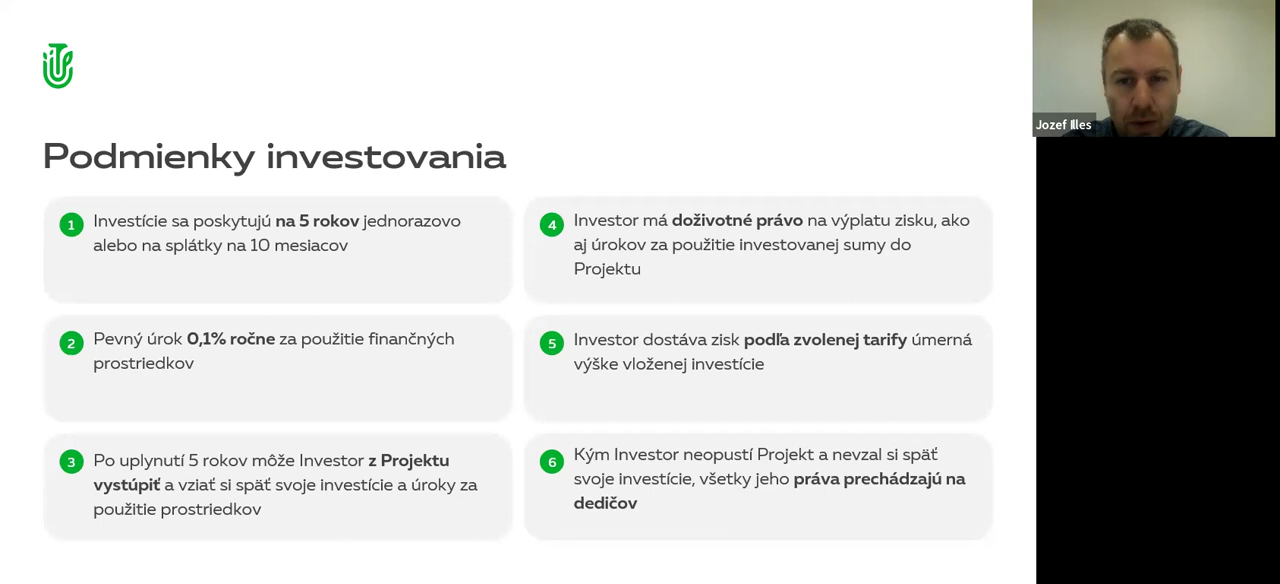 Podmienky investovania
1
Investície sa poskytujú na 5 rokov jednorazovo
alebo na splátky na 10 mesiacov
2
Pevný úrok 0,1% ročne za použitie finančných
prostriedkov
3
Po uplynutí 5 rokov môže Investor z Projektu
vystúpiť a vziať si späť svoje investície a úroky za
použitie prostriedkov
4
Investor má doživotné právo na výplatu zisku, ako
aj úrokov za použitie investovanej sumy do
Projektu
5
Investor dostáva zisk podľa zvolenej tarify úmerná
výške vloženej investície
6
Kým Investor neopustí Projekt a nevzal si späť
svoje investície, všetky jeho práva prechádzajú na
dedičov
Jozef Illes